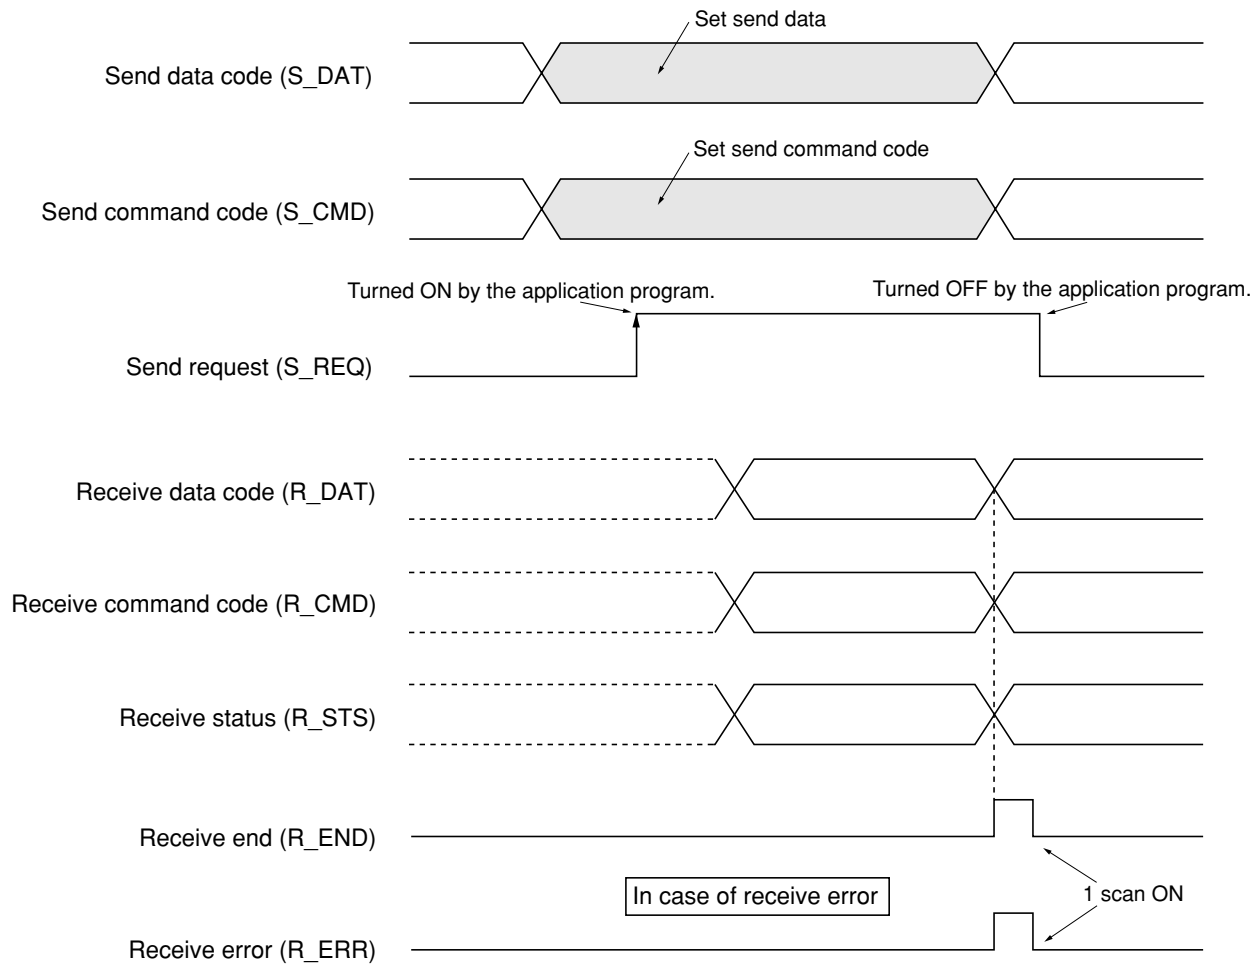 Set send data
Send data code (S_DAT)
Set send command code
Send command code (S_CMD)
Turned ON by the application program.
Turned OFF by the application program.
Send request (S_REQ)
Receive data code (R_DAT)
Receive command code (R_CMD)
Receive status (R_STS)
Receive end (R_END)
In case of receive error
1 scan ON
Receive error (R_ERR)